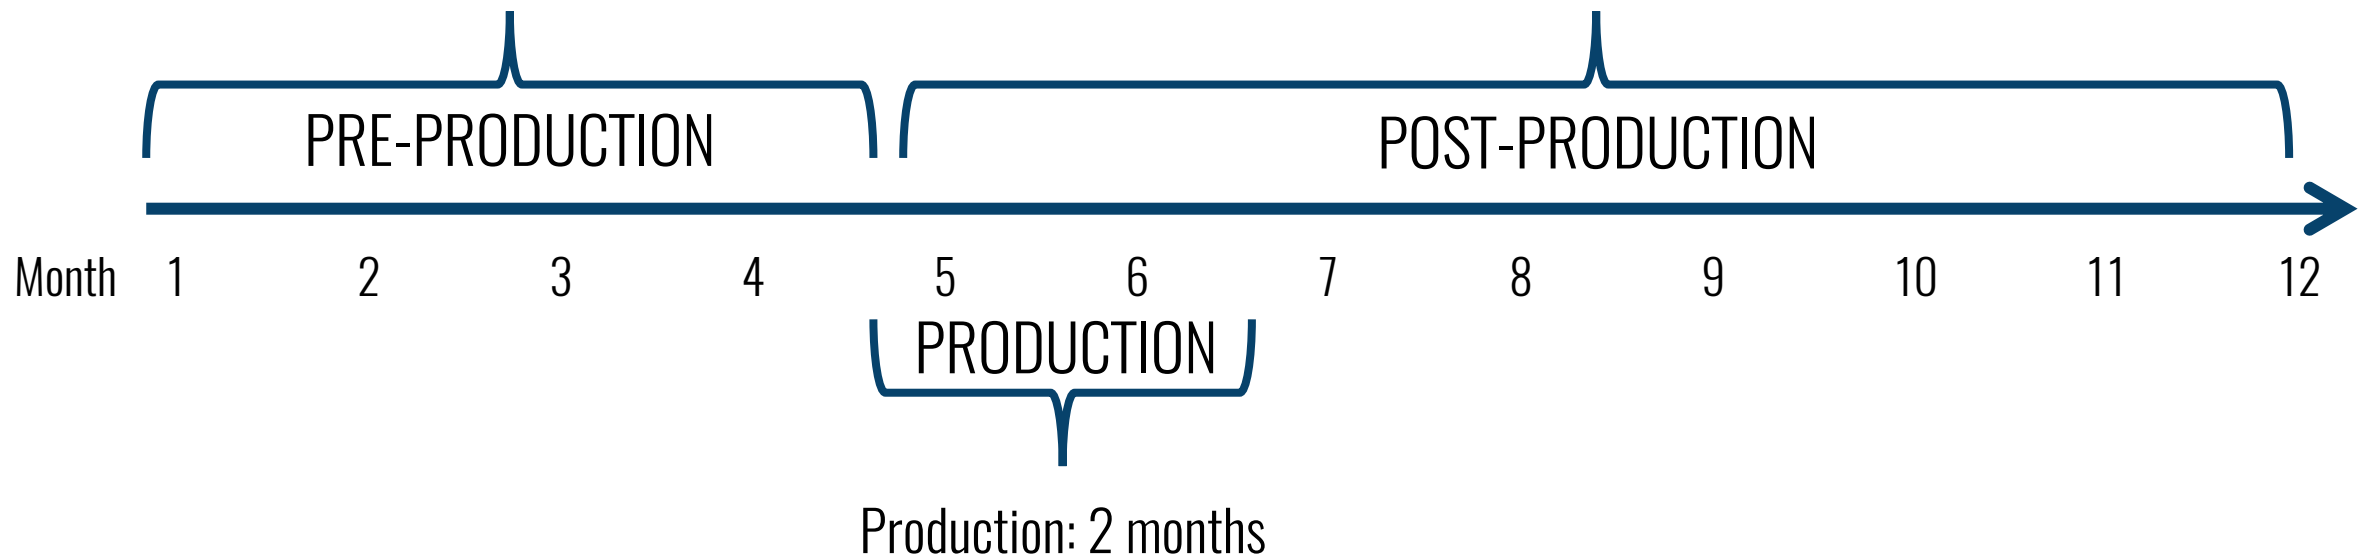 PRE-PRODUCTION POST-PRODUCTION
Month 1 2 3 4 5 6 7 8 9 10 11 12
PRODUCTION
Production: 2 months